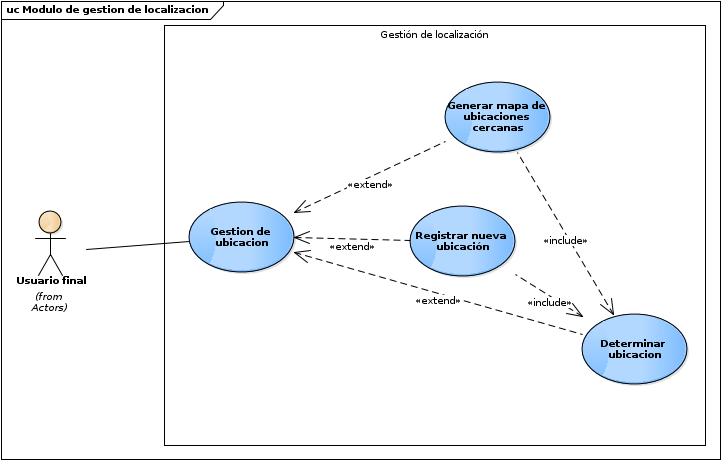 uc Modulo de gestion de localizacion
Gestión de localización
Generar mapa de
ubicaciones
cercanas
«extend»
Gestion de
ubicacion
Registrar nueva
ubicación
«extend»
«include»
Usuario final
(from
Actors)
«extend»
«include»
Determinar
ubicacion